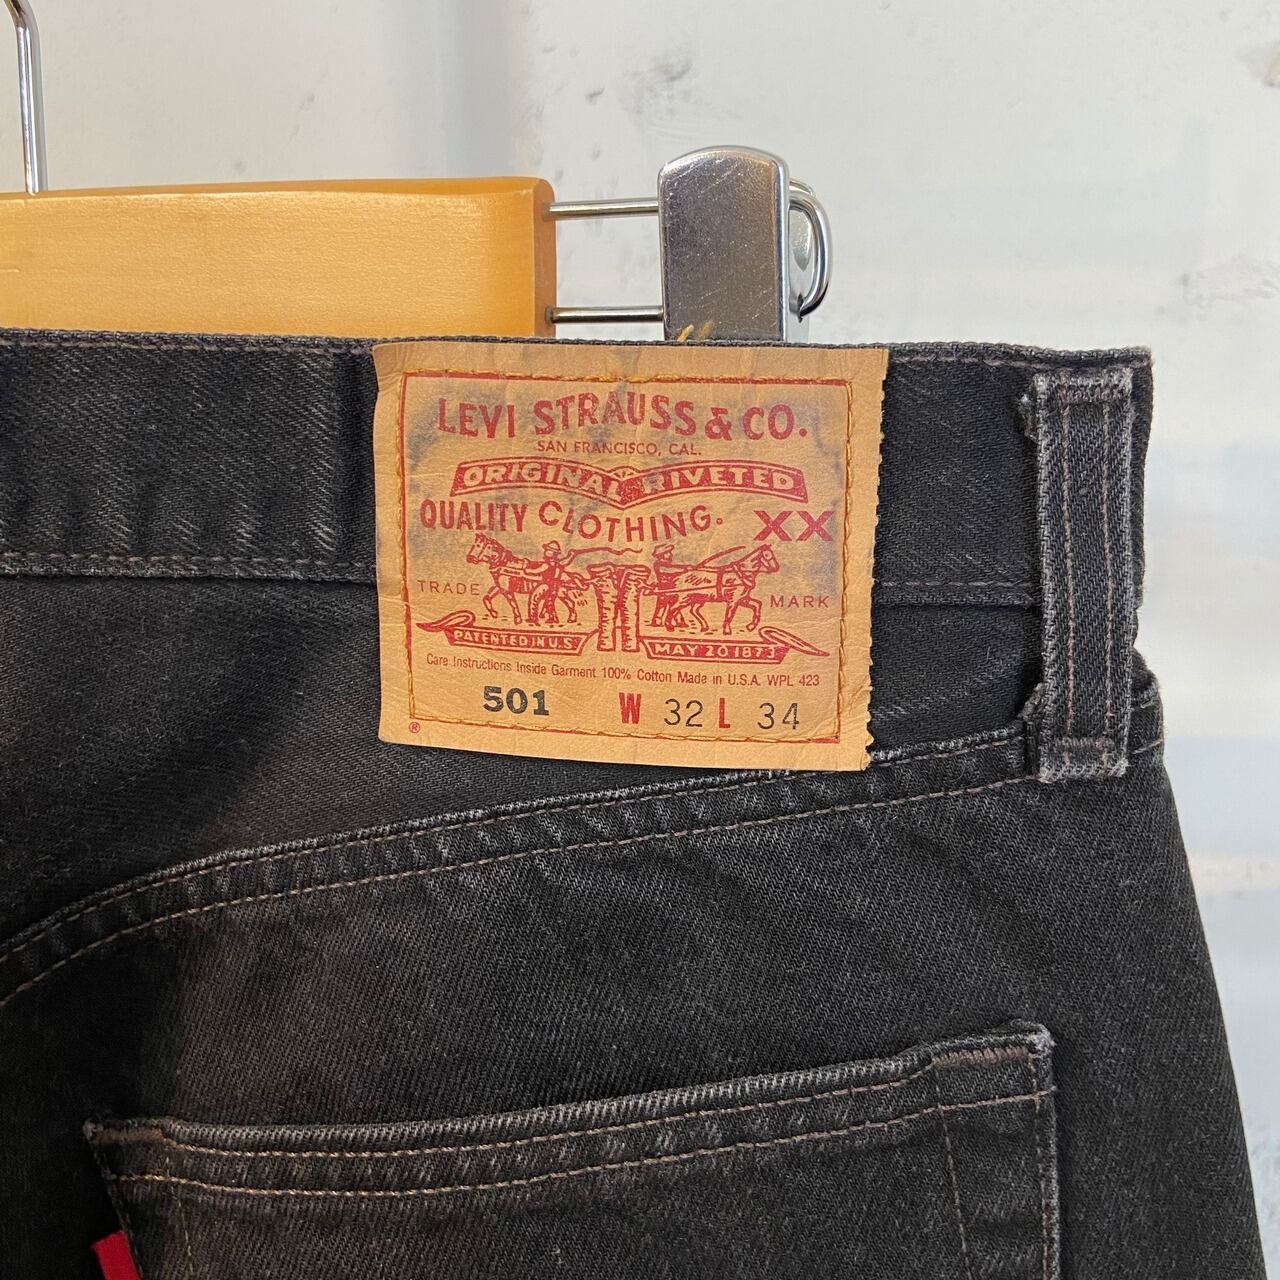 LEVI STRAUSS & CO.
SAN FRANCISCO, CAL.
ORIGINAL RIVETED
QUALITY CLOTHING. XX
TRADE MARK
PATENTED IN U.S. MAY 20 1873
Care Instructions Inside Garment 100% Cotton Made in U.S.A. WPL 423
501 W 32 L 34
®